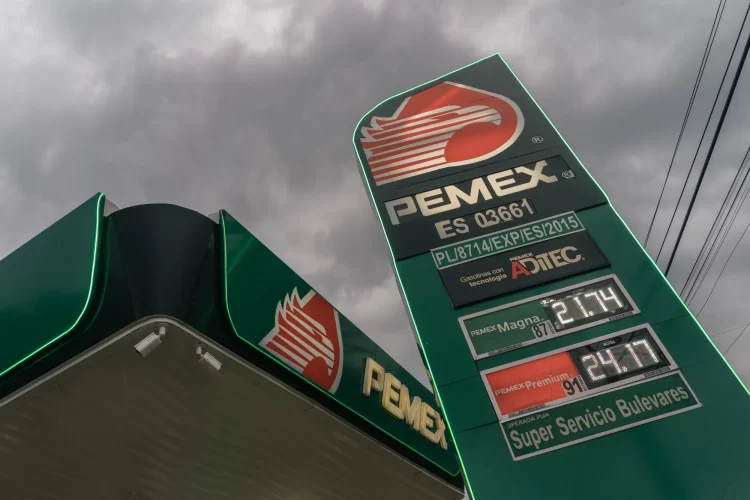 ®
PEMEX®
ES 03661
PL/8714/EXP/ES/2015
PEMEX
Gasolinas con
tecnología
ADITEC
PEMEX Magna
87
21.74
PEMEX Premium
91
24.17
OPERADA POR:
Super Servicio Bulevares
PEMEX